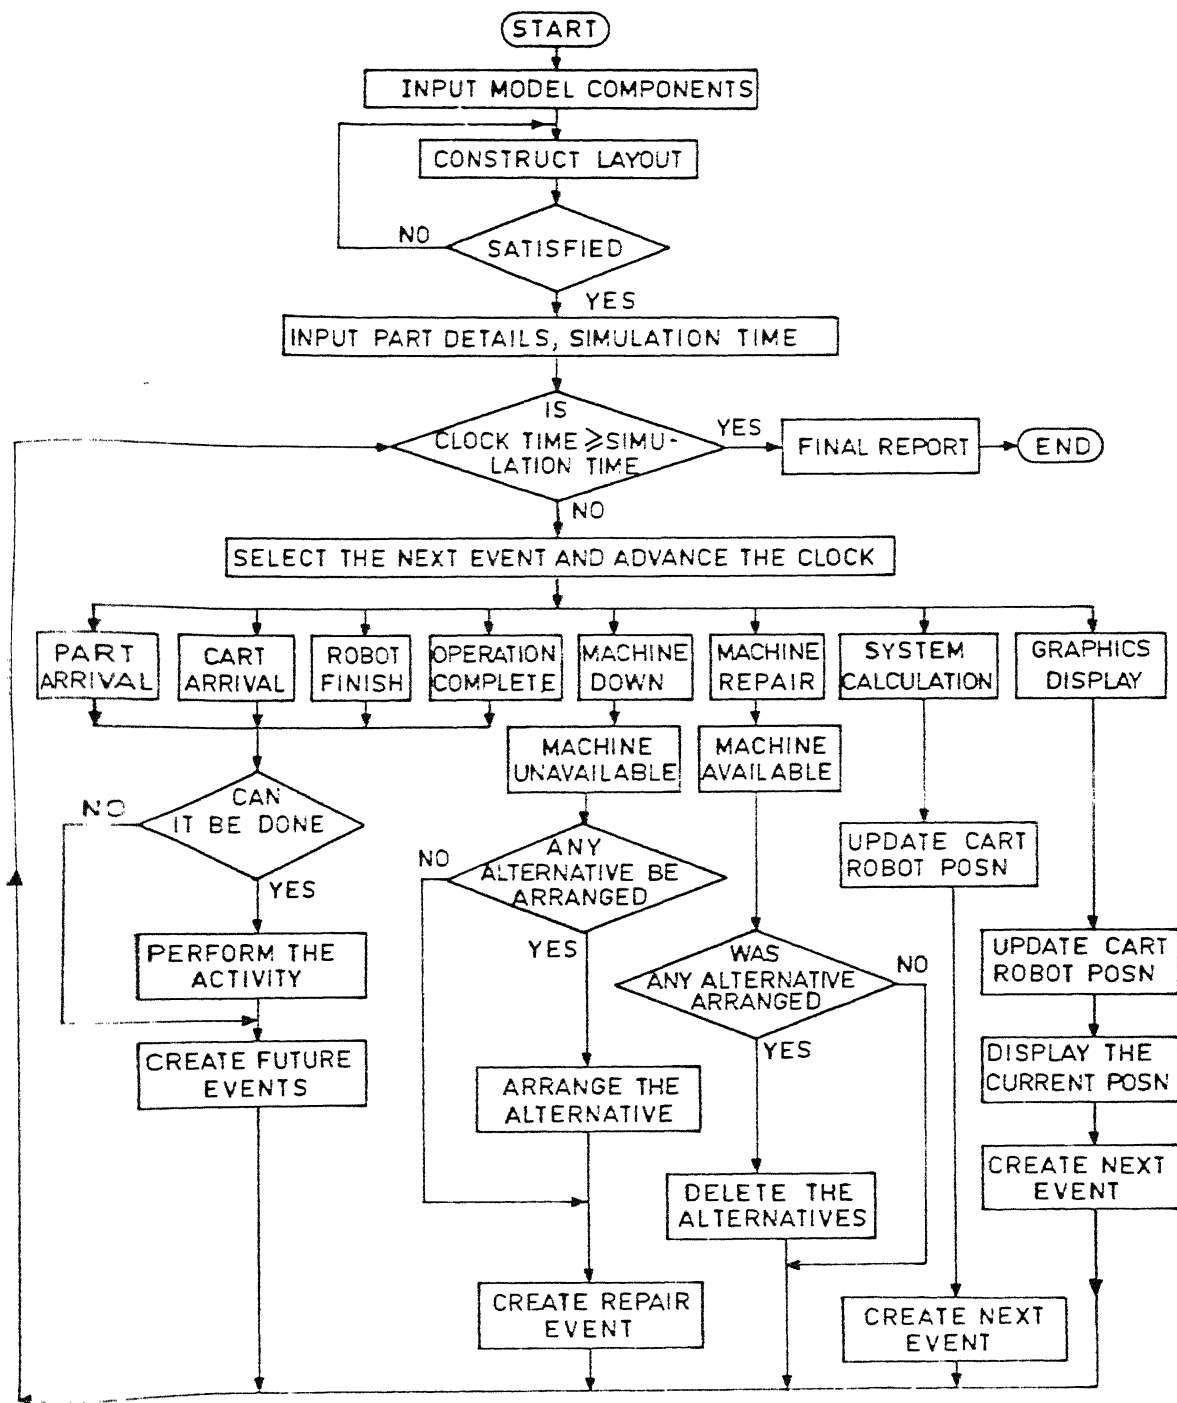 START
INPUT MODEL COMPONENTS
CONSTRUCT LAYOUT
NO
SATISFIED
YES
INPUT PART DETAILS, SIMULATION TIME
IS
CLOCK TIME ⩾ SIMU-
LATION TIME
YES
FINAL REPORT
END
NO
SELECT THE NEXT EVENT AND ADVANCE THE CLOCK
PART
ARRIVAL
CART
ARRIVAL
ROBOT
FINISH
OPERATION
COMPLETE
MACHINE
DOWN
MACHINE
REPAIR
SYSTEM
CALCULATION
GRAPHICS
DISPLAY
MACHINE
UNAVAILABLE
MACHINE
AVAILABLE
NO
CAN
IT BE DONE
YES
NO
ANY
ALTERNATIVE BE
ARRANGED
YES
UPDATE CART
ROBOT POSN
PERFORM THE
ACTIVITY
WAS
ANY ALTERNATIVE
ARRANGED
NO
YES
UPDATE CART
ROBOT POSN
CREATE FUTURE
EVENTS
ARRANGE THE
ALTERNATIVE
DISPLAY THE
CURRENT POSN
DELETE THE
ALTERNATIVES
CREATE NEXT
EVENT
CREATE REPAIR
EVENT
CREATE NEXT
EVENT